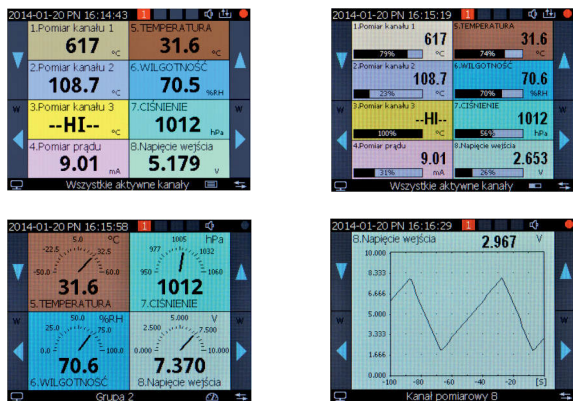 2014-01-20 PN 16:14:43 1
1.Pomiar kanału 1 5.TEMPERATURA
617 °C 31.6 °C
2.Pomiar kanału 2 6.WILGOTNOŚĆ
108.7 °C 70.5 %RH
3.Pomiar kanału 3 7.CIŚNIENIE
--HI-- °C 1012 hPa
4.Pomiar prądu 8.Napięcie wejścia
9.01 mA 5.179 V
W W
Wszystkie aktywne kanały
2014-01-20 PN 16:15:19 1
1.Pomiar kanału 1 5.TEMPERATURA
617 31.6
79% °C 74% °C
2.Pomiar kanału 2 6.WILGOTNOŚĆ
108.7 70.6
23% °C 70% %RH
3.Pomiar kanału 3 7.CIŚNIENIE
--HI-- 1012
100% °C 56% hPa
4.Pomiar prądu 8.Napięcie wejścia
9.01 2.653
31% mA 26% V
W W
Wszystkie aktywne kanały
2014-01-20 PN 16:15:58 1
5.0 °C 1005 hPa
-22.5 32.5 977 1032
-50.0 60.0 950 1060
31.6 1012
5.TEMPERATURA 7.CIŚNIENIE
50.0 %RH 5.000 V
25.0 75.0 2.500 7.500
0.0 100.0 0.000 10.000
70.6 7.370
6.WILGOTNOŚĆ 8.Napięcie wejścia
W W
Grupa 2
2014-01-20 PN 16:16:29 1
8.Napięcie wejścia 2.967 V
10.000
8.333
6.666
5.000
3.333
1.666
0.000
-100 -80 -60 -40 -20 [S]
W W
Kanał pomiarowy 8